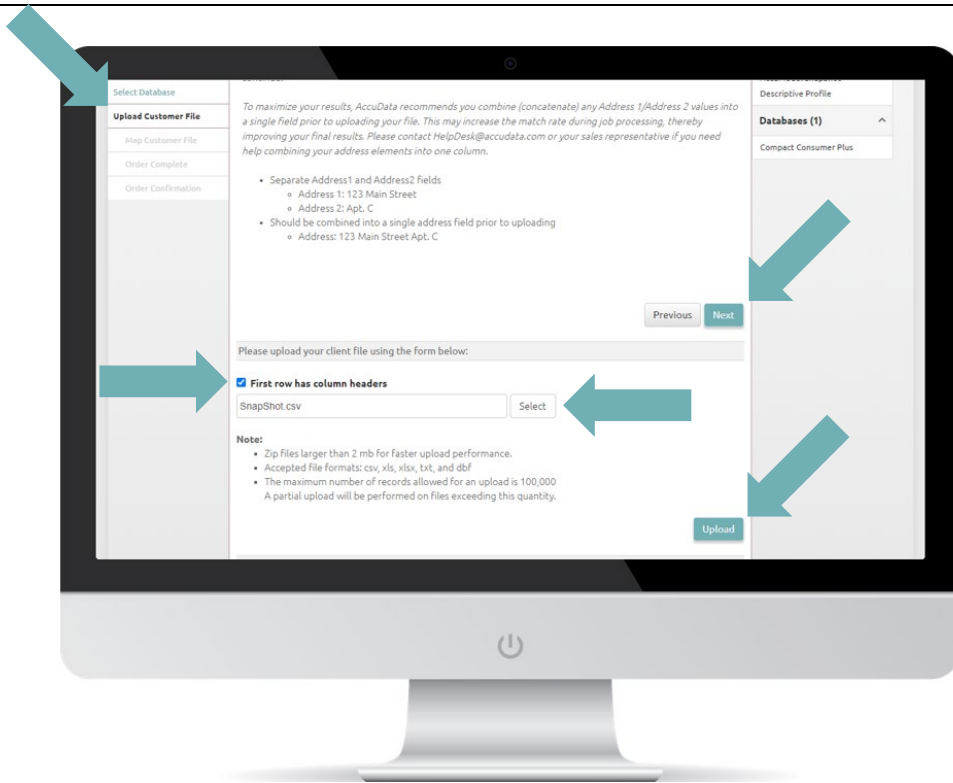 Select Database
Upload Customer File
Map Customer File
Order Complete
Order Confirmation
To maximize your results, AccuData recommends you combine (concatenate) any Address 1/Address 2 values into
a single field prior to uploading your file. This may increase the match rate during job processing, thereby
improving your final results. Please contact HelpDesk@accudata.com or your sales representative if you need
help combining your address elements into one column.
• Separate Address1 and Address2 fields
◦ Address 1: 123 Main Street
◦ Address 2: Apt. C
• Should be combined into a single address field prior to uploading
◦ Address: 123 Main Street Apt. C
Previous Next
Please upload your client file using the form below:
First row has column headers
SnapShot.csv Select
Note:
• Zip files larger than 2 mb for faster upload performance.
• Accepted file formats: csv, xls, xlsx, txt, and dbf
• The maximum number of records allowed for an upload is 100,000
A partial upload will be performed on files exceeding this quantity.
Upload
Descriptive Profile
Databases (1)
Compact Consumer Plus